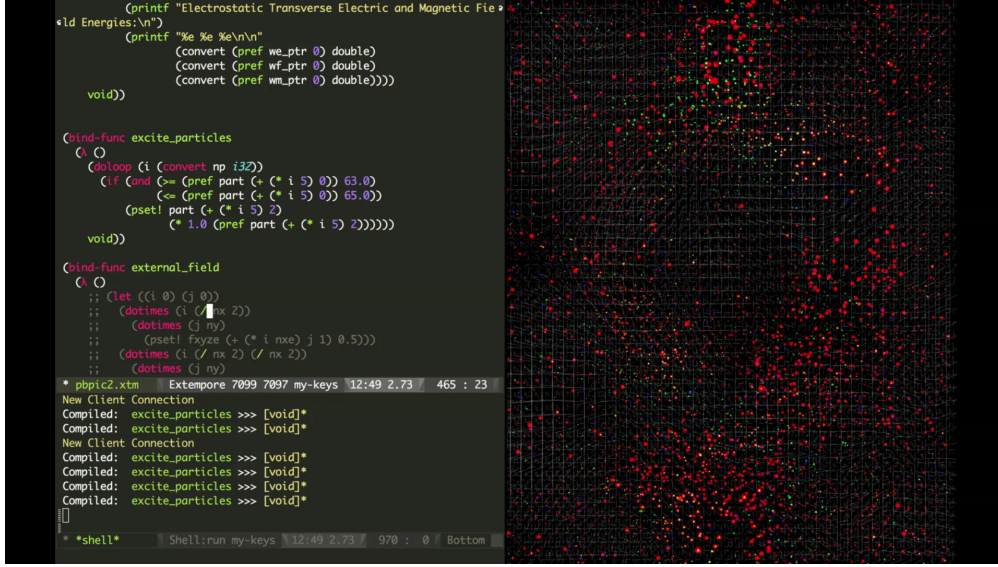 (printf "Electrostatic Transverse Electric and Magnetic Fie
ld Energies:\n")
(printf "%e %e %e\n\n"
(convert (pref we_ptr 0) double)
(convert (pref wf_ptr 0) double)
(convert (pref wm_ptr 0) double))))
void))
(bind-func excite_particles
(λ ()
(doloop (i (convert np i32))
(if (and (>= (pref part (+ (* i 5) 0)) 63.0)
(<= (pref part (+ (* i 5) 0)) 65.0))
(pset! part (+ (* i 5) 2)
(* 1.0 (pref part (+ (* i 5) 2))))))
void))
(bind-func external_field
(λ ()
;; (let ((i 0) (j 0))
;; (dotimes (i (/ nx 2))
;; (dotimes (j ny)
;; (pset! fxyze (+ (* i nxe) j 1) 0.5)))
;; (dotimes (i (/ nx 2) (/ nx 2))
;; (dotimes (j ny)
* pbpic2.xtm Extempore 7099 7097 my-keys 12:49 2.73 465 : 23
New Client Connection
Compiled: excite_particles >>> [void]*
Compiled: excite_particles >>> [void]*
New Client Connection
Compiled: excite_particles >>> [void]*
Compiled: excite_particles >>> [void]*
Compiled: excite_particles >>> [void]*
Compiled: excite_particles >>> [void]*
* *shell* Shell:run my-keys 12:49 2.73 970 : 0 Bottom